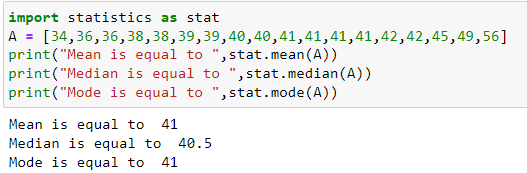 import statistics as stat
A = [34,36,36,38,38,39,39,40,40,41,41,41,41,42,42,45,49,56]
print("Mean is equal to ",stat.mean(A))
print("Median is equal to ",stat.median(A))
print("Mode is equal to ",stat.mode(A))
Mean is equal to  41
Median is equal to  40.5
Mode is equal to  41